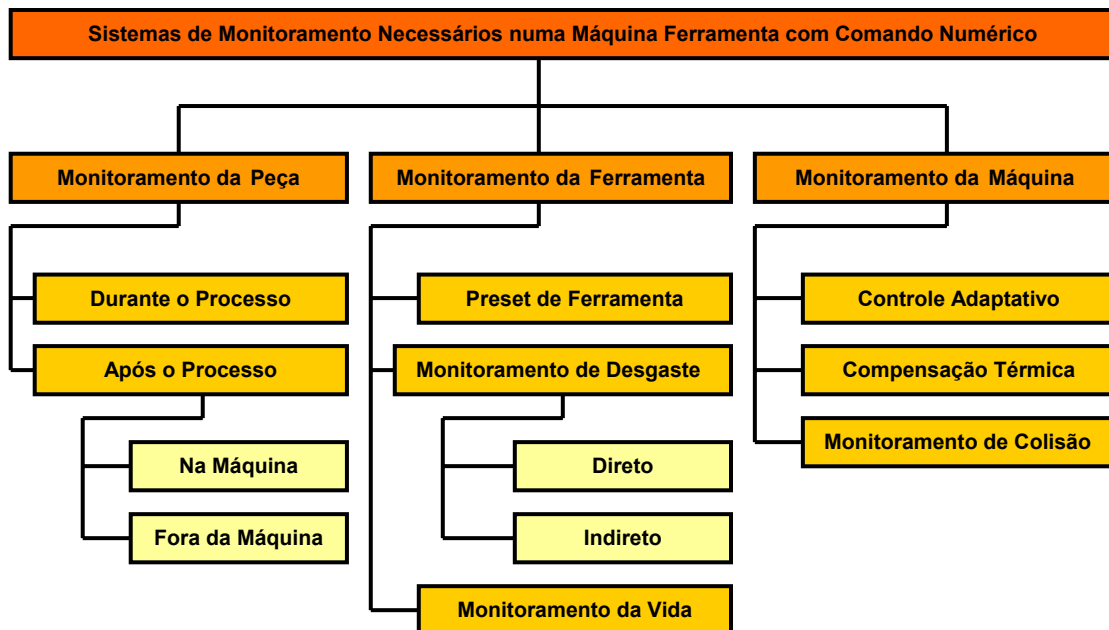 Sistemas de Monitoramento Necessários numa Máquina Ferramenta com Comando Numérico
Monitoramento da Peça
Durante o Processo
Após o Processo
Na Máquina
Fora da Máquina
Monitoramento da Ferramenta
Preset de Ferramenta
Monitoramento de Desgaste
Direto
Indireto
Monitoramento da Vida
Monitoramento da Máquina
Controle Adaptativo
Compensação Térmica
Monitoramento de Colisão